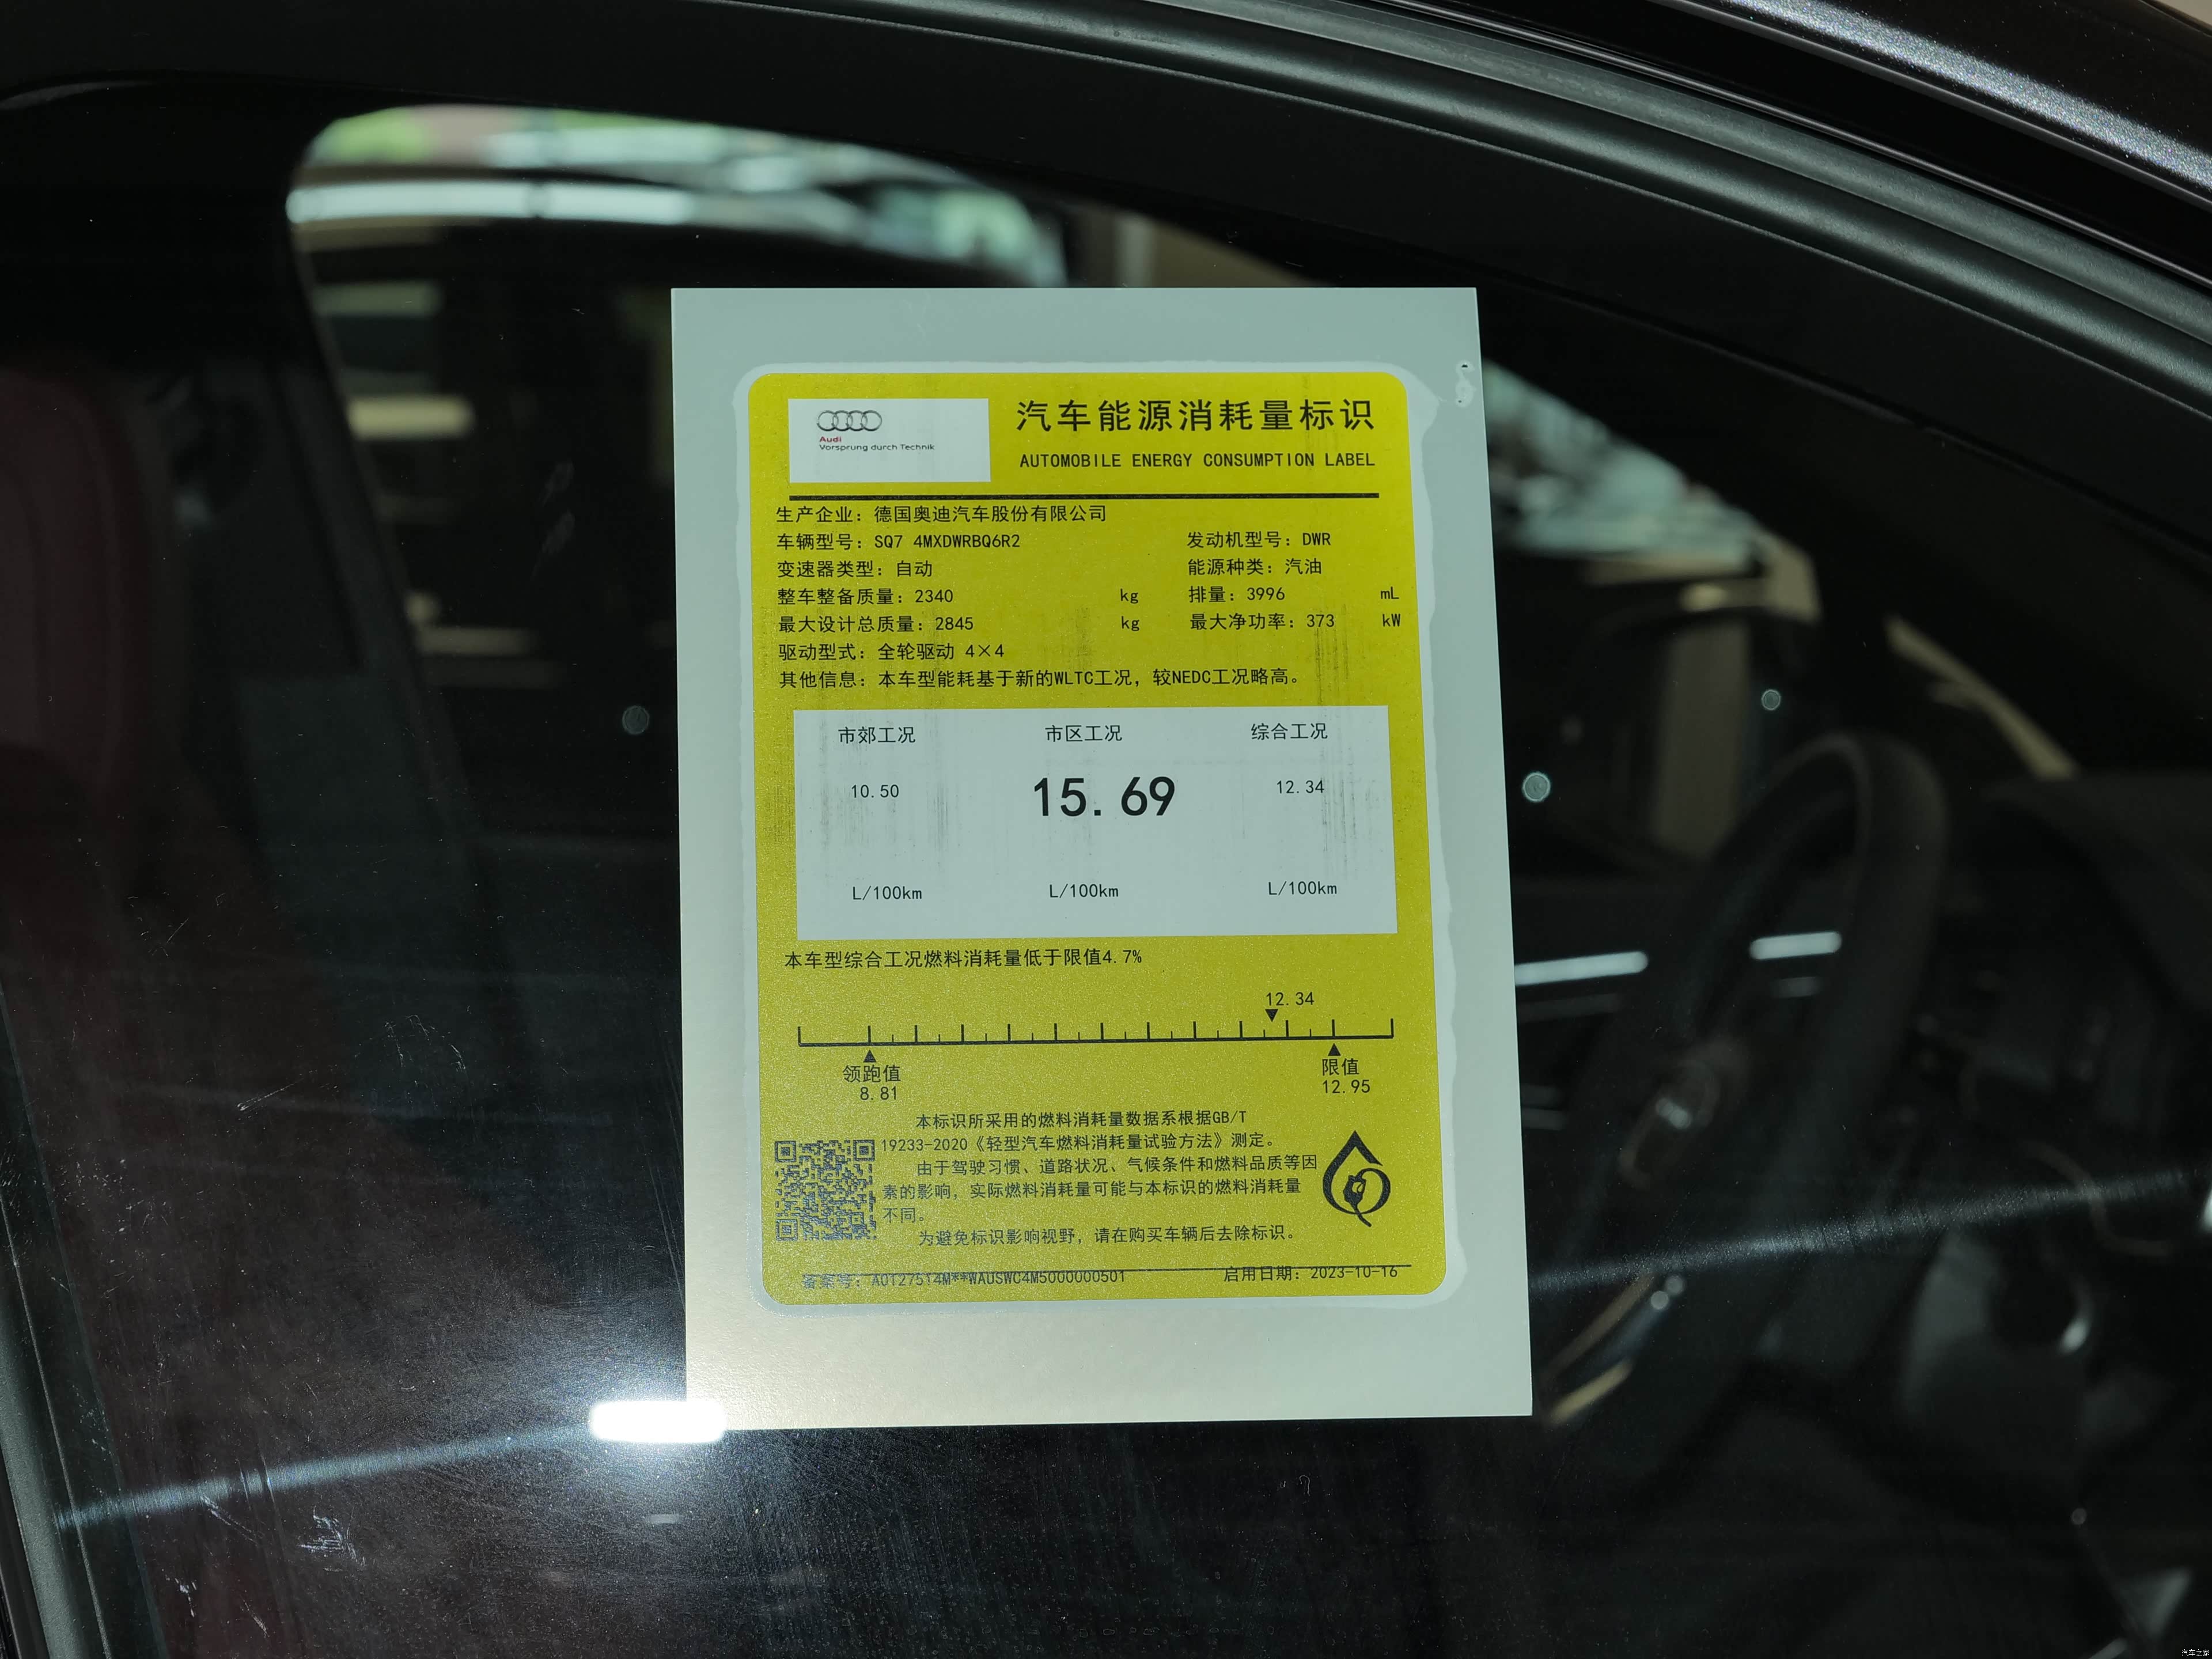 Audi
Vorsprung durch Technik
汽车能源消耗量标识
AUTOMOBILE ENERGY CONSUMPTION LABEL
生产企业：德国奥迪汽车股份有限公司
车辆型号：SQ7 4MXDWRBQ6R2 发动机型号：DWR
变速器类型：自动 能源种类：汽油
整车整备质量：2340 kg 排量：3996 mL
最大设计总质量：2845 kg 最大净功率：373 kW
驱动型式：全轮驱动 4×4
其他信息：本车型能耗基于新的WLTC工况，较NEDC工况略高。
市郊工况 市区工况 综合工况
10.50 15.69 12.34
L/100km L/100km L/100km
本车型综合工况燃料消耗量低于限值4.7%
12.34
领跑值 限值
8.81 12.95
本标识所采用的燃料消耗量数据系根据GB/T
19233-2020《轻型汽车燃料消耗量试验方法》测定。
由于驾驶习惯、道路状况、气候条件和燃料品质等因
素的影响，实际燃料消耗量可能与本标识的燃料消耗量
不同。
为避免标识影响视野，请在购买车辆后去除标识。
备案号：A0127514M**WAUSWC4M5000000501 启用日期：2023-10-16
汽车之家